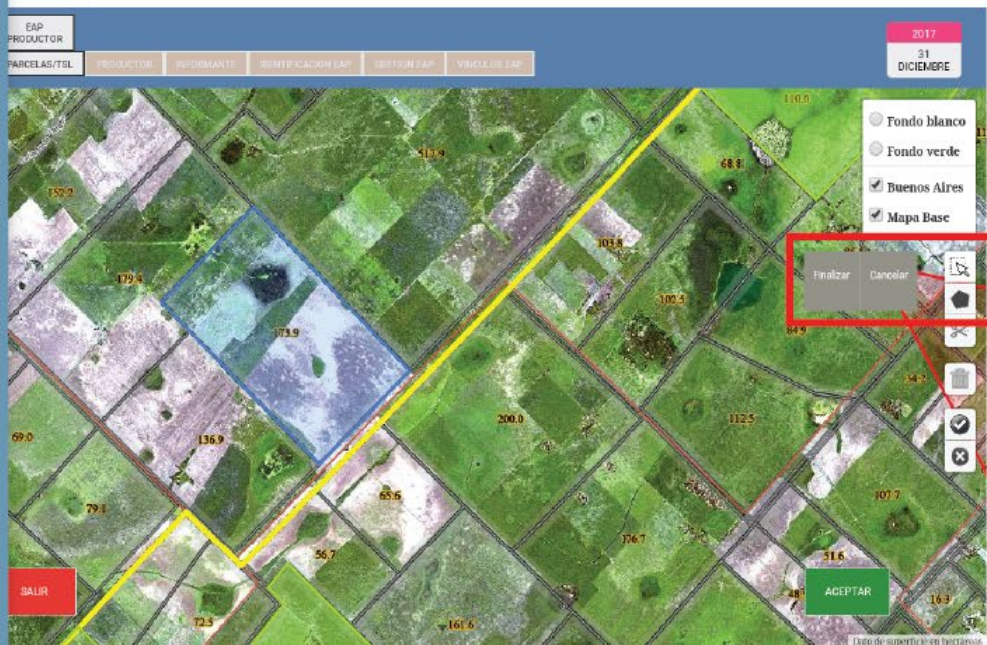 EAP
PRODUCTOR
PARCELAS/TSL
PRODUCTOR
INFORMANTE
IDENTIFICACION EAP
GESTION EAP
VINCULOS EAP
2017
31
DICIEMBRE
110.6
Fondo blanco
Fondo verde
Buenos Aires
Mapa Base
511.9
68.8
152.2
179.4
103.8
Finalizar
Cancelar
102.5
173.9
84.9
200.0
112.5
69.0
136.9
65.6
107.7
79.1
176.7
56.7
51.6
SALIR
ACEPTAR
16.3
72.5
161.6
Dato de superficie en hectáreas